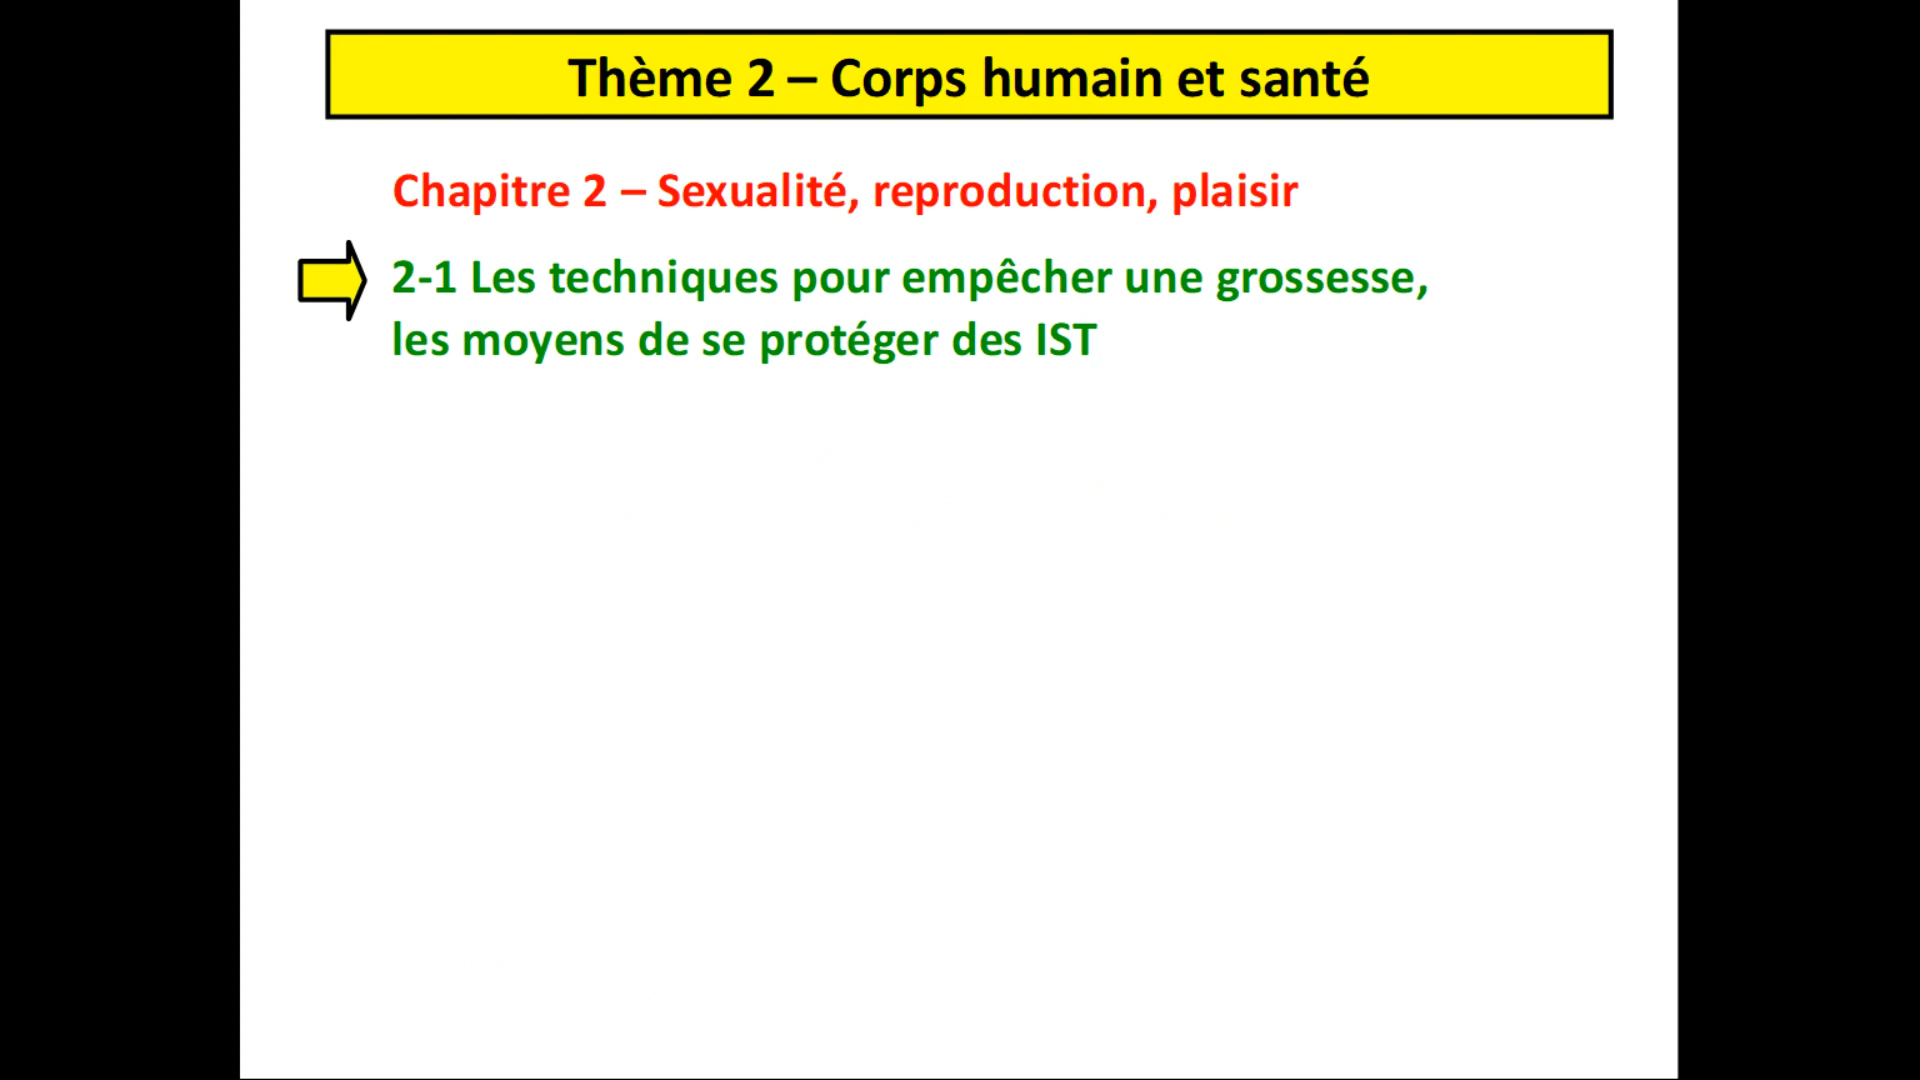 Thème 2 – Corps humain et santé
Chapitre 2 – Sexualité, reproduction, plaisir
2-1 Les techniques pour empêcher une grossesse,
les moyens de se protéger des IST